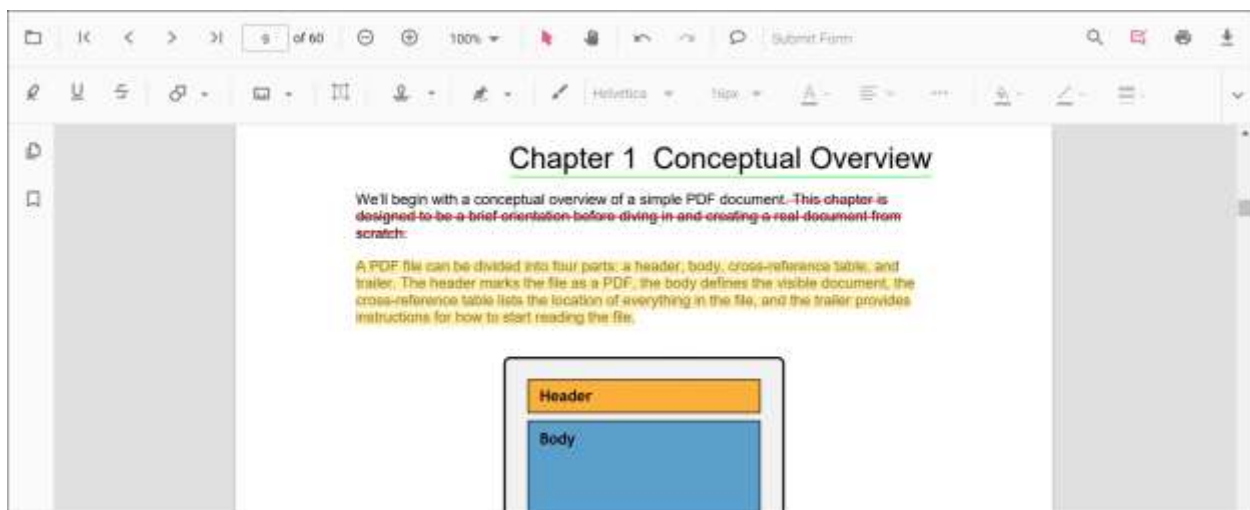 9 of 60 100% Submit Form
Helvetica 16px A
Chapter 1 Conceptual Overview
We'll begin with a conceptual overview of a simple PDF document. This chapter is
designed to be a brief orientation before diving in and creating a real document from
scratch.
A PDF file can be divided into four parts: a header, body, cross-reference table, and
trailer. The header marks the file as a PDF, the body defines the visible document, the
cross-reference table lists the location of everything in the file, and the trailer provides
instructions for how to start reading the file.
Header
Body